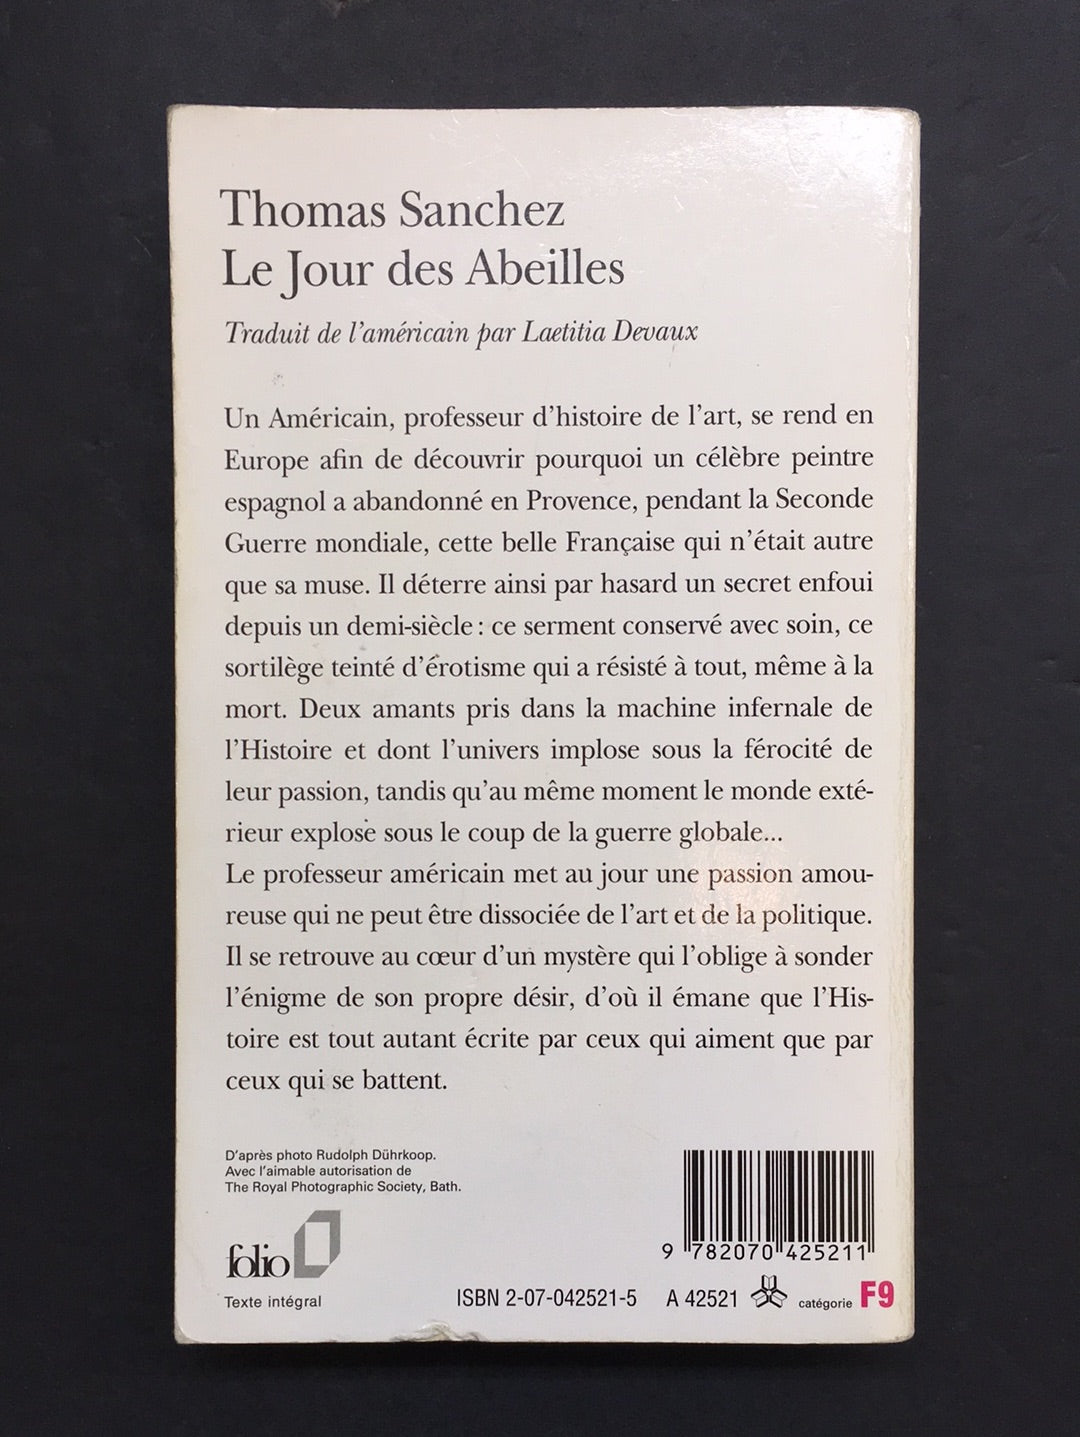 Thomas Sanchez
Le Jour des Abeilles
Traduit de l'américain par Laetitia Devaux
Un Américain, professeur d'histoire de l'art, se rend en
Europe afin de découvrir pourquoi un célèbre peintre
espagnol a abandonné en Provence, pendant la Seconde
Guerre mondiale, cette belle Française qui n'était autre
que sa muse. Il déterre ainsi par hasard un secret enfoui
depuis un demi-siècle : ce serment conservé avec soin, ce
sortilège teinté d'érotisme qui a résisté à tout, même à la
mort. Deux amants pris dans la machine infernale de
l'Histoire et dont l'univers implose sous la férocité de
leur passion, tandis qu'au même moment le monde exté-
rieur explose sous le coup de la guerre globale...
Le professeur américain met au jour une passion amou-
reuse qui ne peut être dissociée de l'art et de la politique.
Il se retrouve au cœur d'un mystère qui l'oblige à sonder
l'énigme de son propre désir, d'où il émane que l'His-
toire est tout autant écrite par ceux qui aiment que par
ceux qui se battent.
D'après photo Rudolph Dührkoop.
Avec l'aimable autorisation de
The Royal Photographic Society, Bath.
folio
Texte intégral
9 782070 425211
ISBN 2-07-042521-5 A 42521 catégorie F9